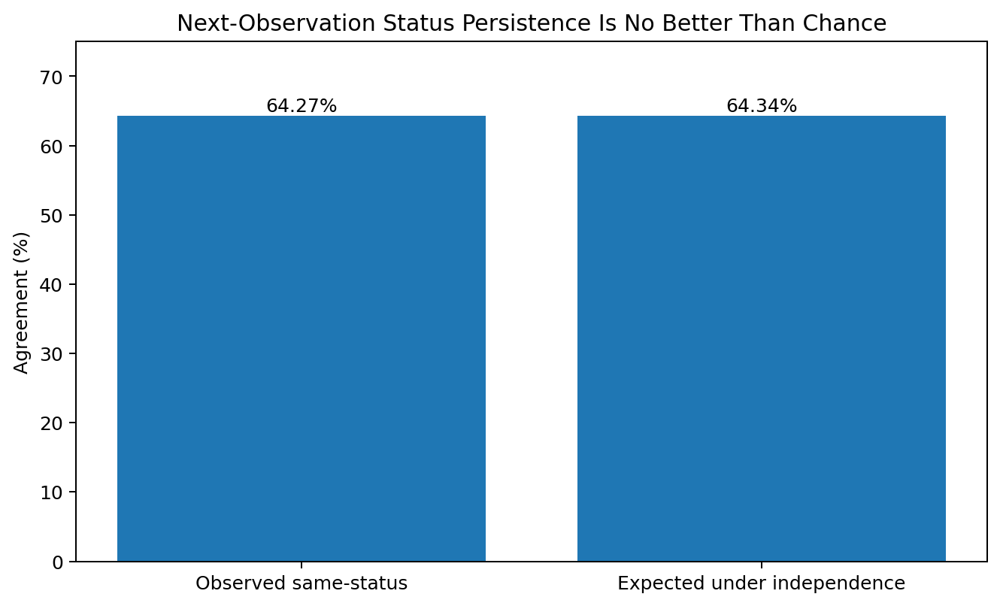 Next-Observation Status Persistence Is No Better Than Chance
70
60
50
40
30
20
10
0
Agreement (%)
64.27%
64.34%
Observed same-status
Expected under independence